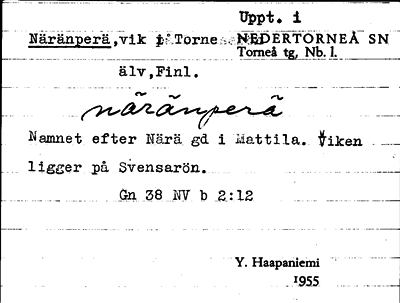 Uppt. i
Näränperä,vik på Torne NEDERTORNEÅ SN
Torneå tg, Nb. l.
älv,Finl.
näränperä
Namnet efter Närä gd i Mattila. Viken
ligger på Svensarön.
Gn 38 NV b 2:12
Y. Haapaniemi
1955